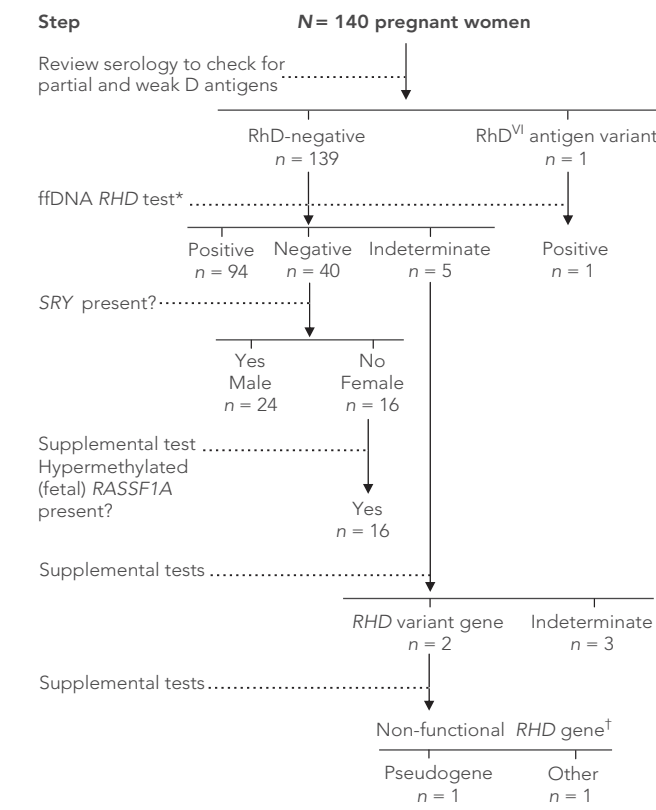 Step
N = 140 pregnant women
Review serology to check for
partial and weak D antigens
RhD-negative
n = 139
RhD^VI antigen variant
n = 1
ffDNA RHD test*
Positive
n = 94
Negative
n = 40
Indeterminate
n = 5
Positive
n = 1
SRY present?
Yes
Male
n = 24
No
Female
n = 16
Supplemental test
Hypermethylated
(fetal) RASSF1A
present?
Yes
n = 16
Supplemental tests
RHD variant gene
n = 2
Indeterminate
n = 3
Supplemental tests
Non-functional RHD gene†
Pseudogene
n = 1
Other
n = 1